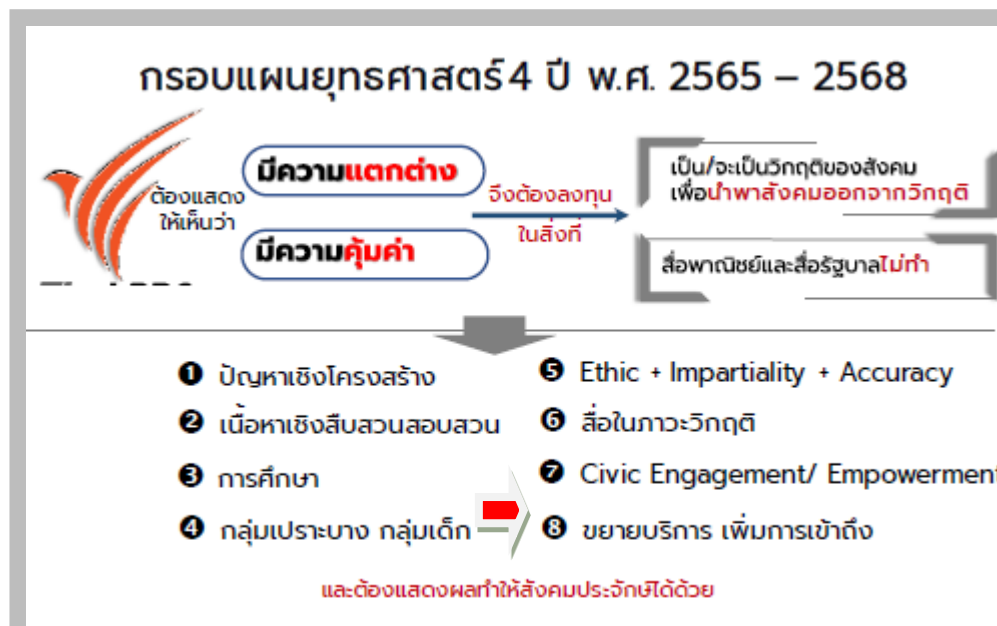 กรอบแผนยุทธศาสตร์ 4 ปี พ.ศ. 2565 – 2568
ต้องแสดง
ให้เห็นว่า
มีความแตกต่าง
มีความคุ้มค่า
จึงต้องลงทุน
ในสิ่งที่
เป็น/จะเป็นวิกฤติของสังคม
เพื่อนำพาสังคมออกจากวิกฤติ
สื่อพาณิชย์และสื่อรัฐบาลไม่ทำ
❶ ปัญหาเชิงโครงสร้าง
❷ เนื้อหาเชิงสืบสวนสอบสวน
❸ การศึกษา
❹ กลุ่มเปราะบาง กลุ่มเด็ก
❺ Ethic + Impartiality + Accuracy
❻ สื่อในภาวะวิกฤติ
❼ Civic Engagement/ Empowerment
❽ ขยายบริการ เพิ่มการเข้าถึง
และต้องแสดงผลทำให้สังคมประจักษ์ได้ด้วย